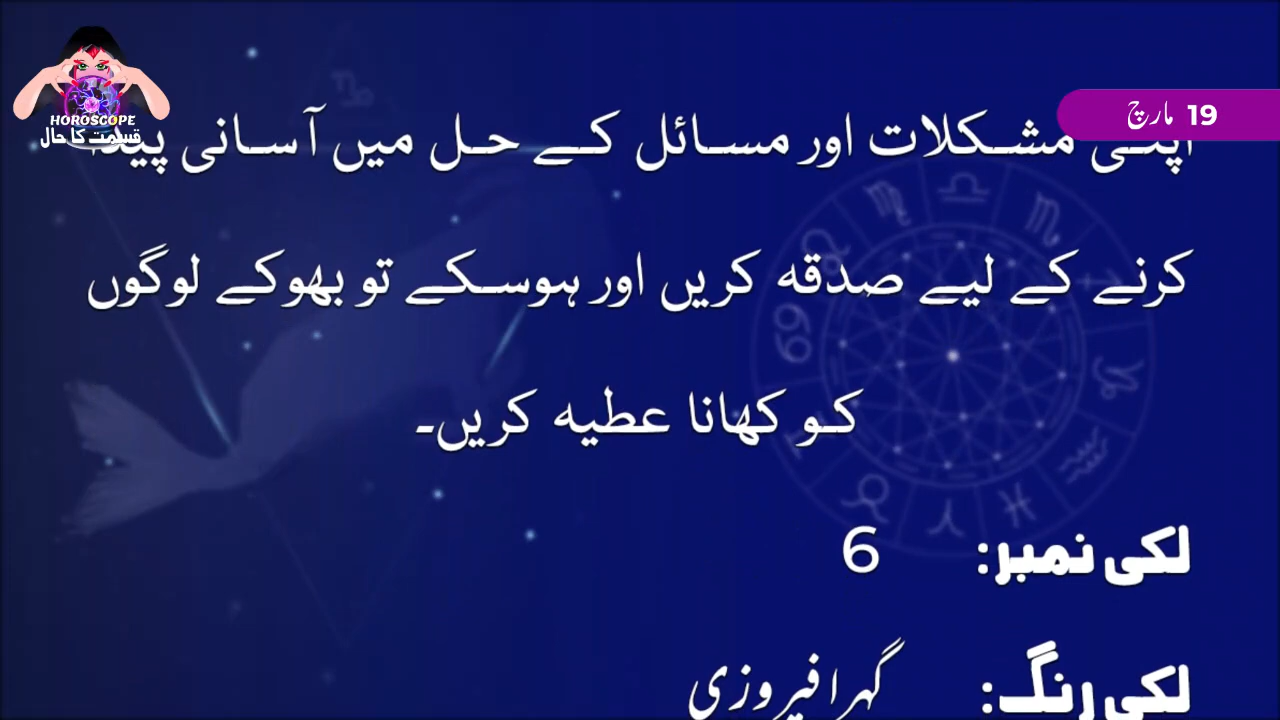 HOROSCOPE
قسمت کا حال
19 مارچ
اپنی مشکلات اور مسائل کے حل میں آسانی پیدا
کرنے کے لیے صدقہ کریں اور ہوسکے تو بھوکے لوگوں
کو کھانا عطیہ کریں۔
لکی نمبر: 6
لکی رنگ: گہرا فیروزی